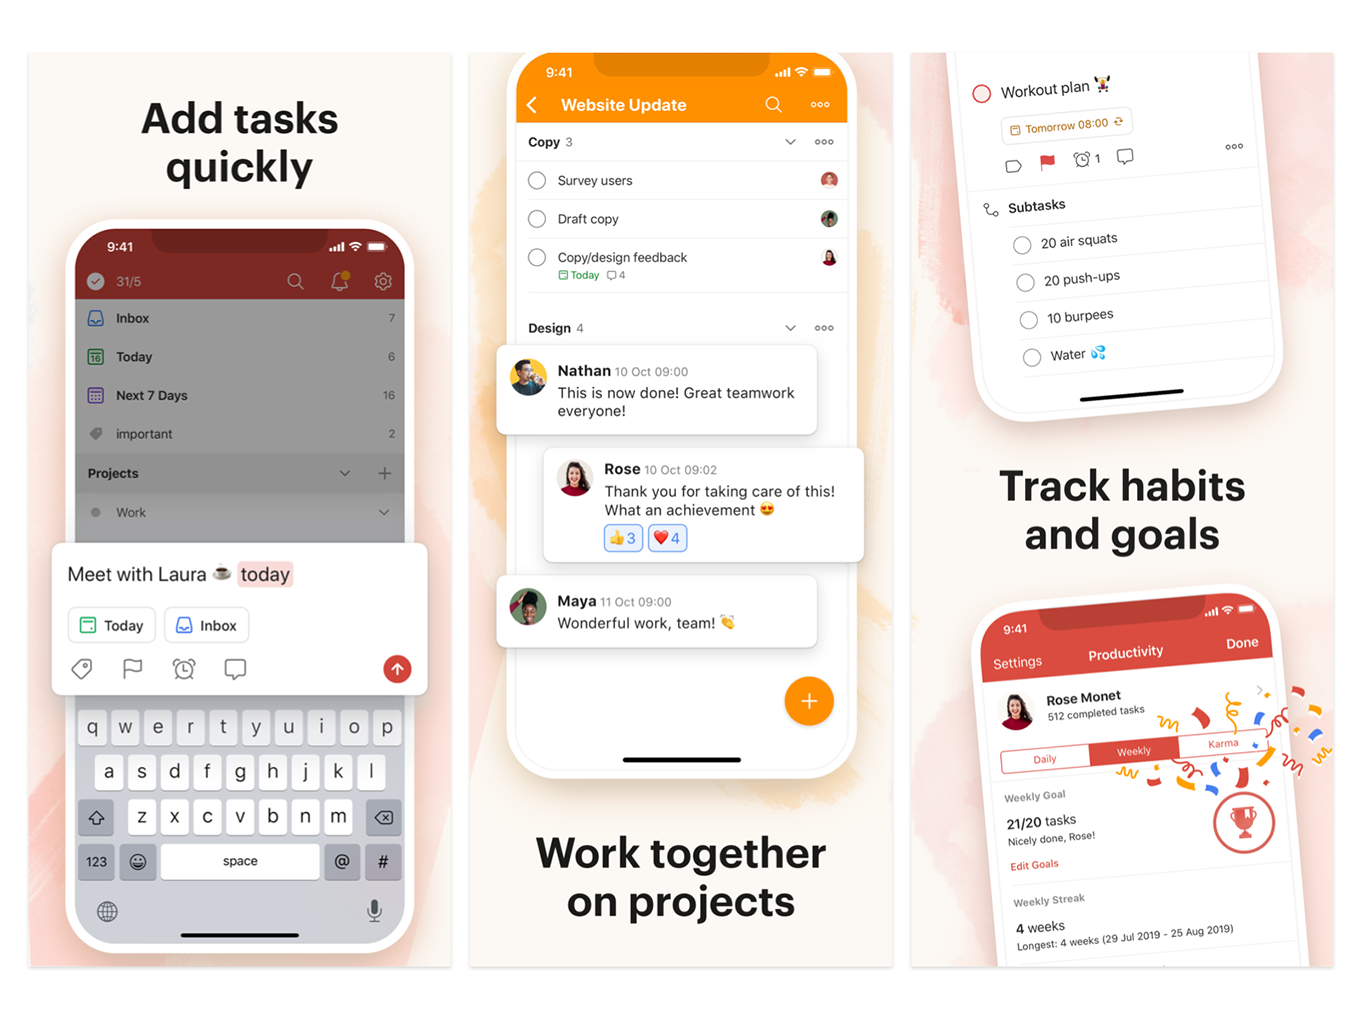 Add tasks
quickly
9:41
31/5
Inbox 7
16 Today 6
Next 7 Days 16
important 2
Projects
Work
Meet with Laura ☕ today
Today Inbox
q w e r t y u i o p
a s d f g h j k l
z x c v b n m
123 space @ #
9:41
Website Update
Copy 3
Survey users
Draft copy
Copy/design feedback
Today 4
Design 4
Nathan 10 Oct 09:00
This is now done! Great teamwork
everyone!
Rose 10 Oct 09:02
Thank you for taking care of this!
What an achievement 😍
👍3 ❤️4
Maya 11 Oct 09:00
Wonderful work, team! 👏
Work together
on projects
Workout plan 🏋️
Tomorrow 08:00
1
Subtasks
20 air squats
20 push-ups
10 burpees
Water 💦
Track habits
and goals
9:41
Settings Productivity Done
Rose Monet
512 completed tasks
Daily Weekly Karma
Weekly Goal
21/20 tasks
Nicely done, Rose!
Edit Goals
Weekly Streak
4 weeks
Longest: 4 weeks (29 Jul 2019 - 25 Aug 2019)